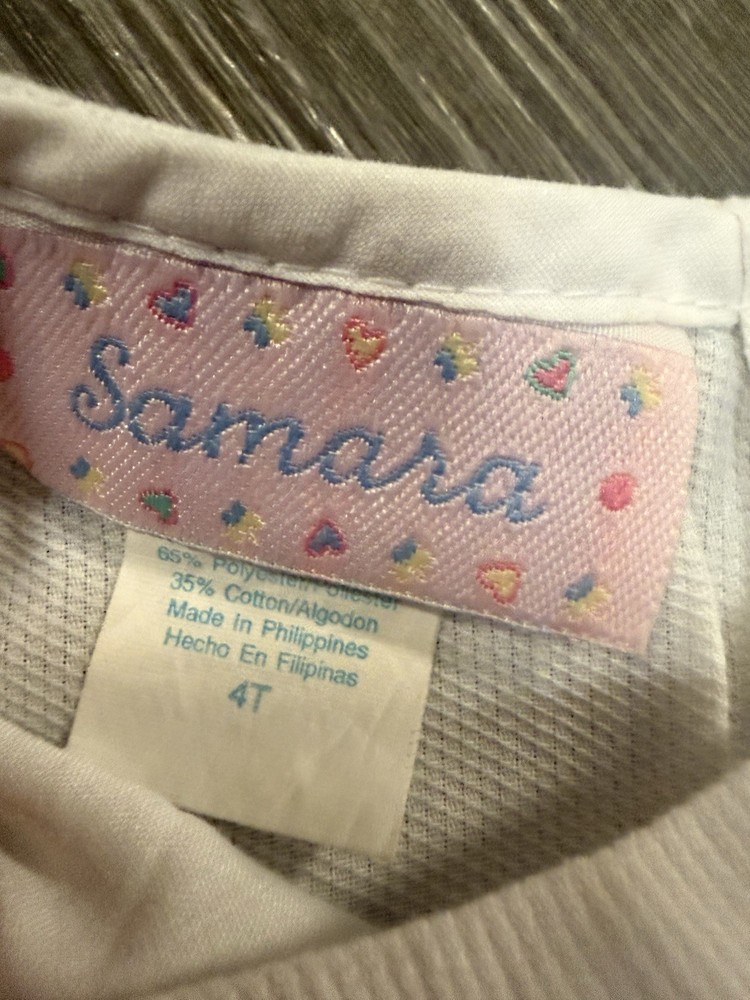 Samara
65% Polyester/Poliester
35% Cotton/Algodon
Made In Philippines
Hecho En Filipinas
4T